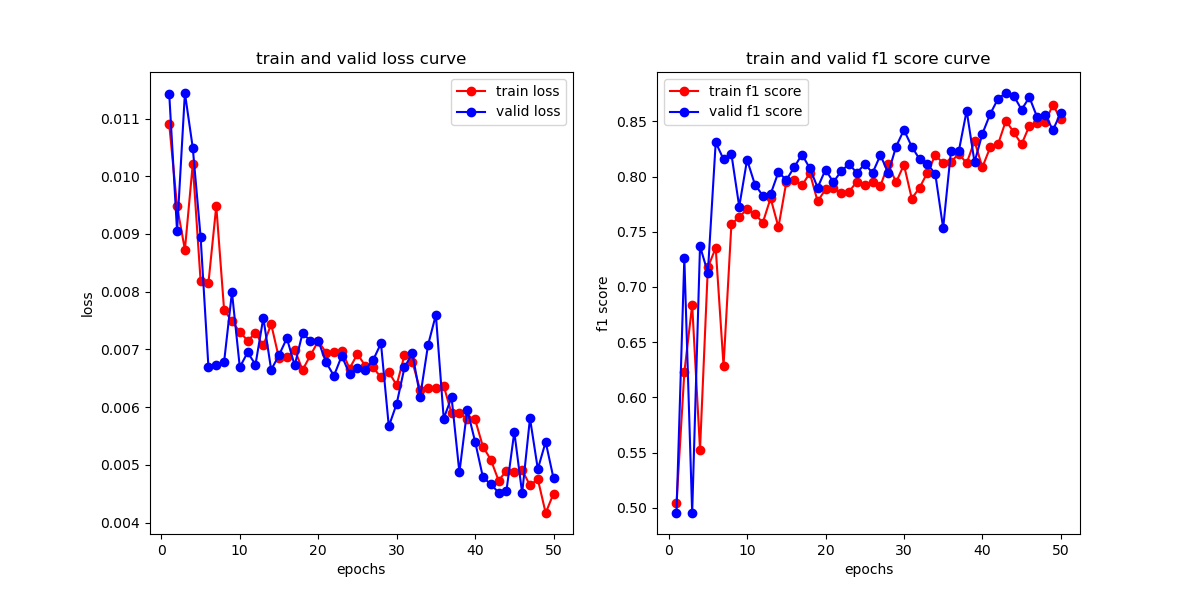 train and valid loss curve
train loss
valid loss
0.011
0.010
0.009
0.008
0.007
0.006
0.005
0.004
loss
0 10 20 30 40 50
epochs
train and valid f1 score curve
train f1 score
valid f1 score
0.85
0.80
0.75
0.70
0.65
0.60
0.55
0.50
f1 score
0 10 20 30 40 50
epochs